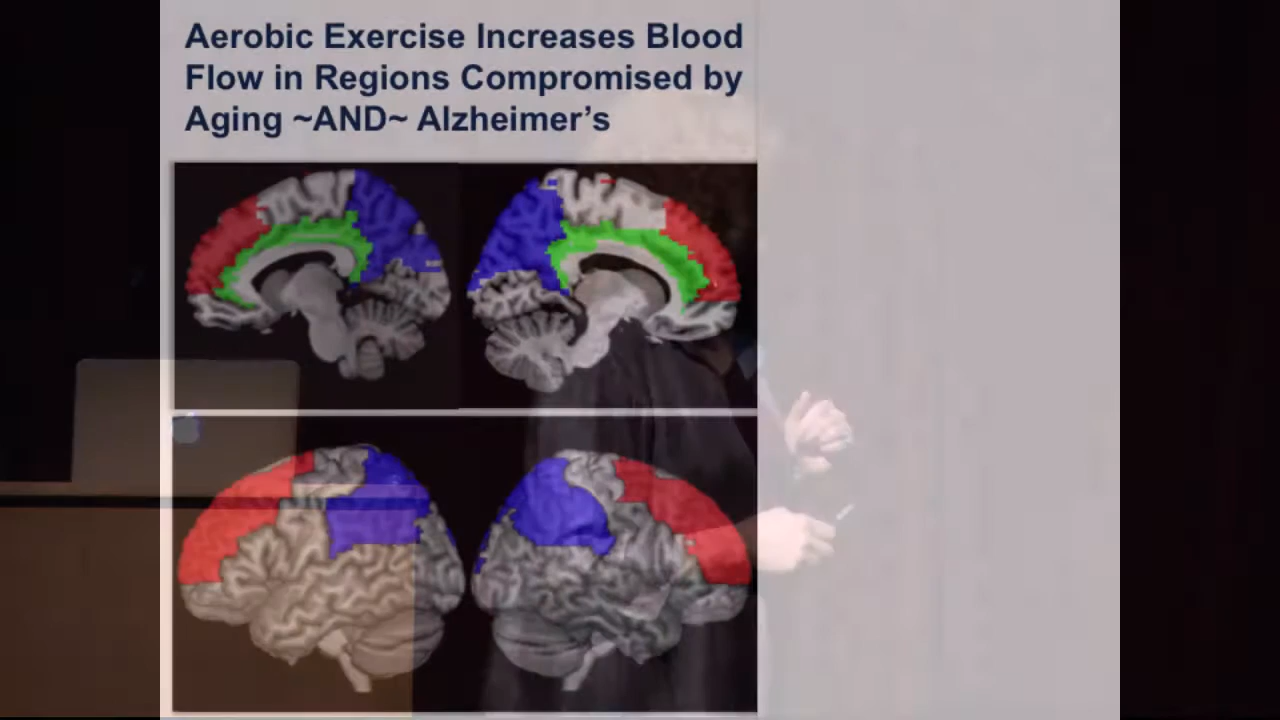 Aerobic Exercise Increases Blood
Flow in Regions Compromised by
Aging ~AND~ Alzheimer’s